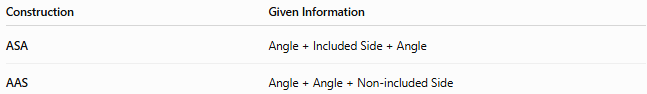 Construction Given Information
ASA Angle + Included Side + Angle
AAS Angle + Angle + Non-included Side